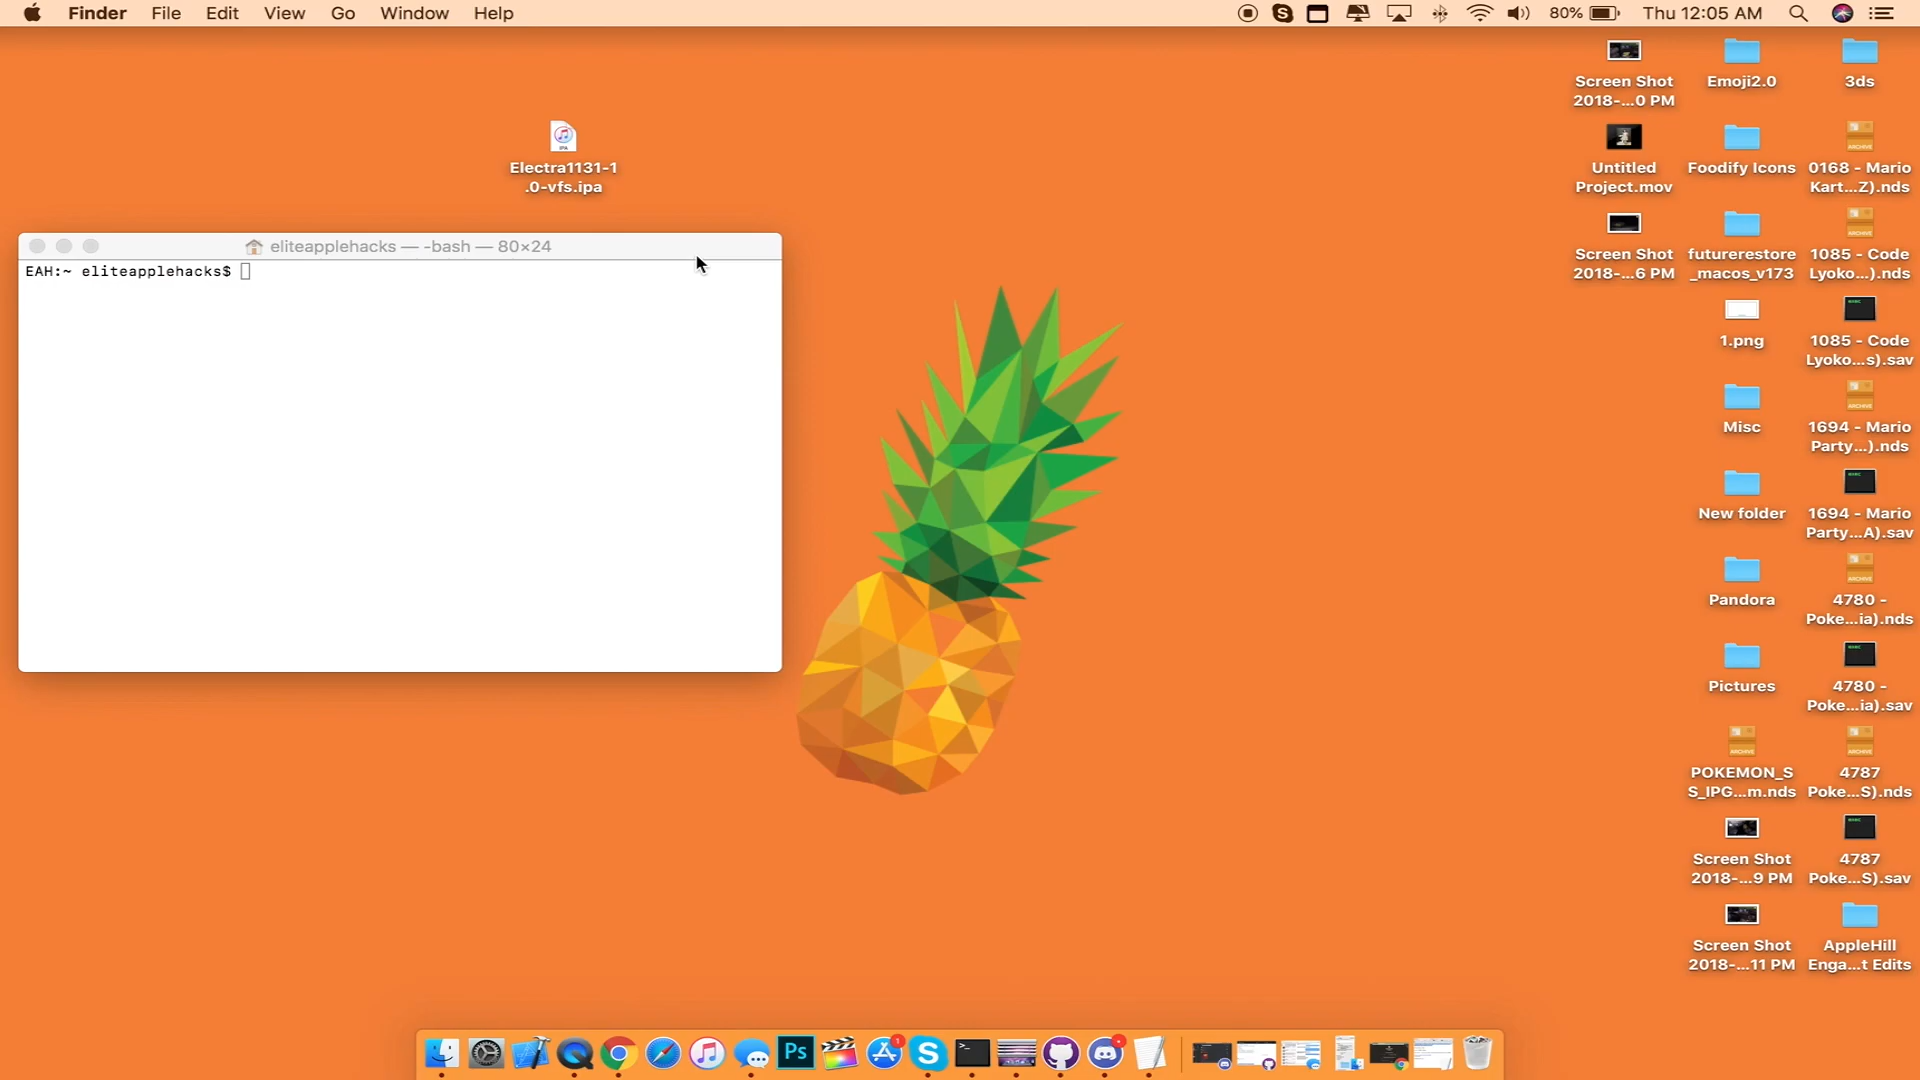 Finder File Edit View Go Window Help
80% Thu 12:05 AM
Electra1131-1
.0-vfs.ipa
eliteapplehacks — -bash — 80×24
EAH:~ eliteapplehacks$
Screen Shot
2018-...0 PM
Emoji2.0
3ds
Untitled
Project.mov
Foodify Icons
0168 - Mario
Kart...Z).nds
Screen Shot
2018-...6 PM
futurerestore
_macos_v173
1085 - Code
Lyoko...).nds
1.png
1085 - Code
Lyoko...s).sav
Misc
1694 - Mario
Party...).nds
New folder
1694 - Mario
Party...A).sav
Pandora
4780 -
Poke...ia).nds
Pictures
4780 -
Poke...ia).sav
POKEMON_S
S_IPG...m.nds
4787
Poke...S).nds
Screen Shot
2018-...9 PM
4787
Poke...S).sav
Screen Shot
2018-...11 PM
AppleHill
Enga...t Edits
IPA
ARCHIVE
Ps
1